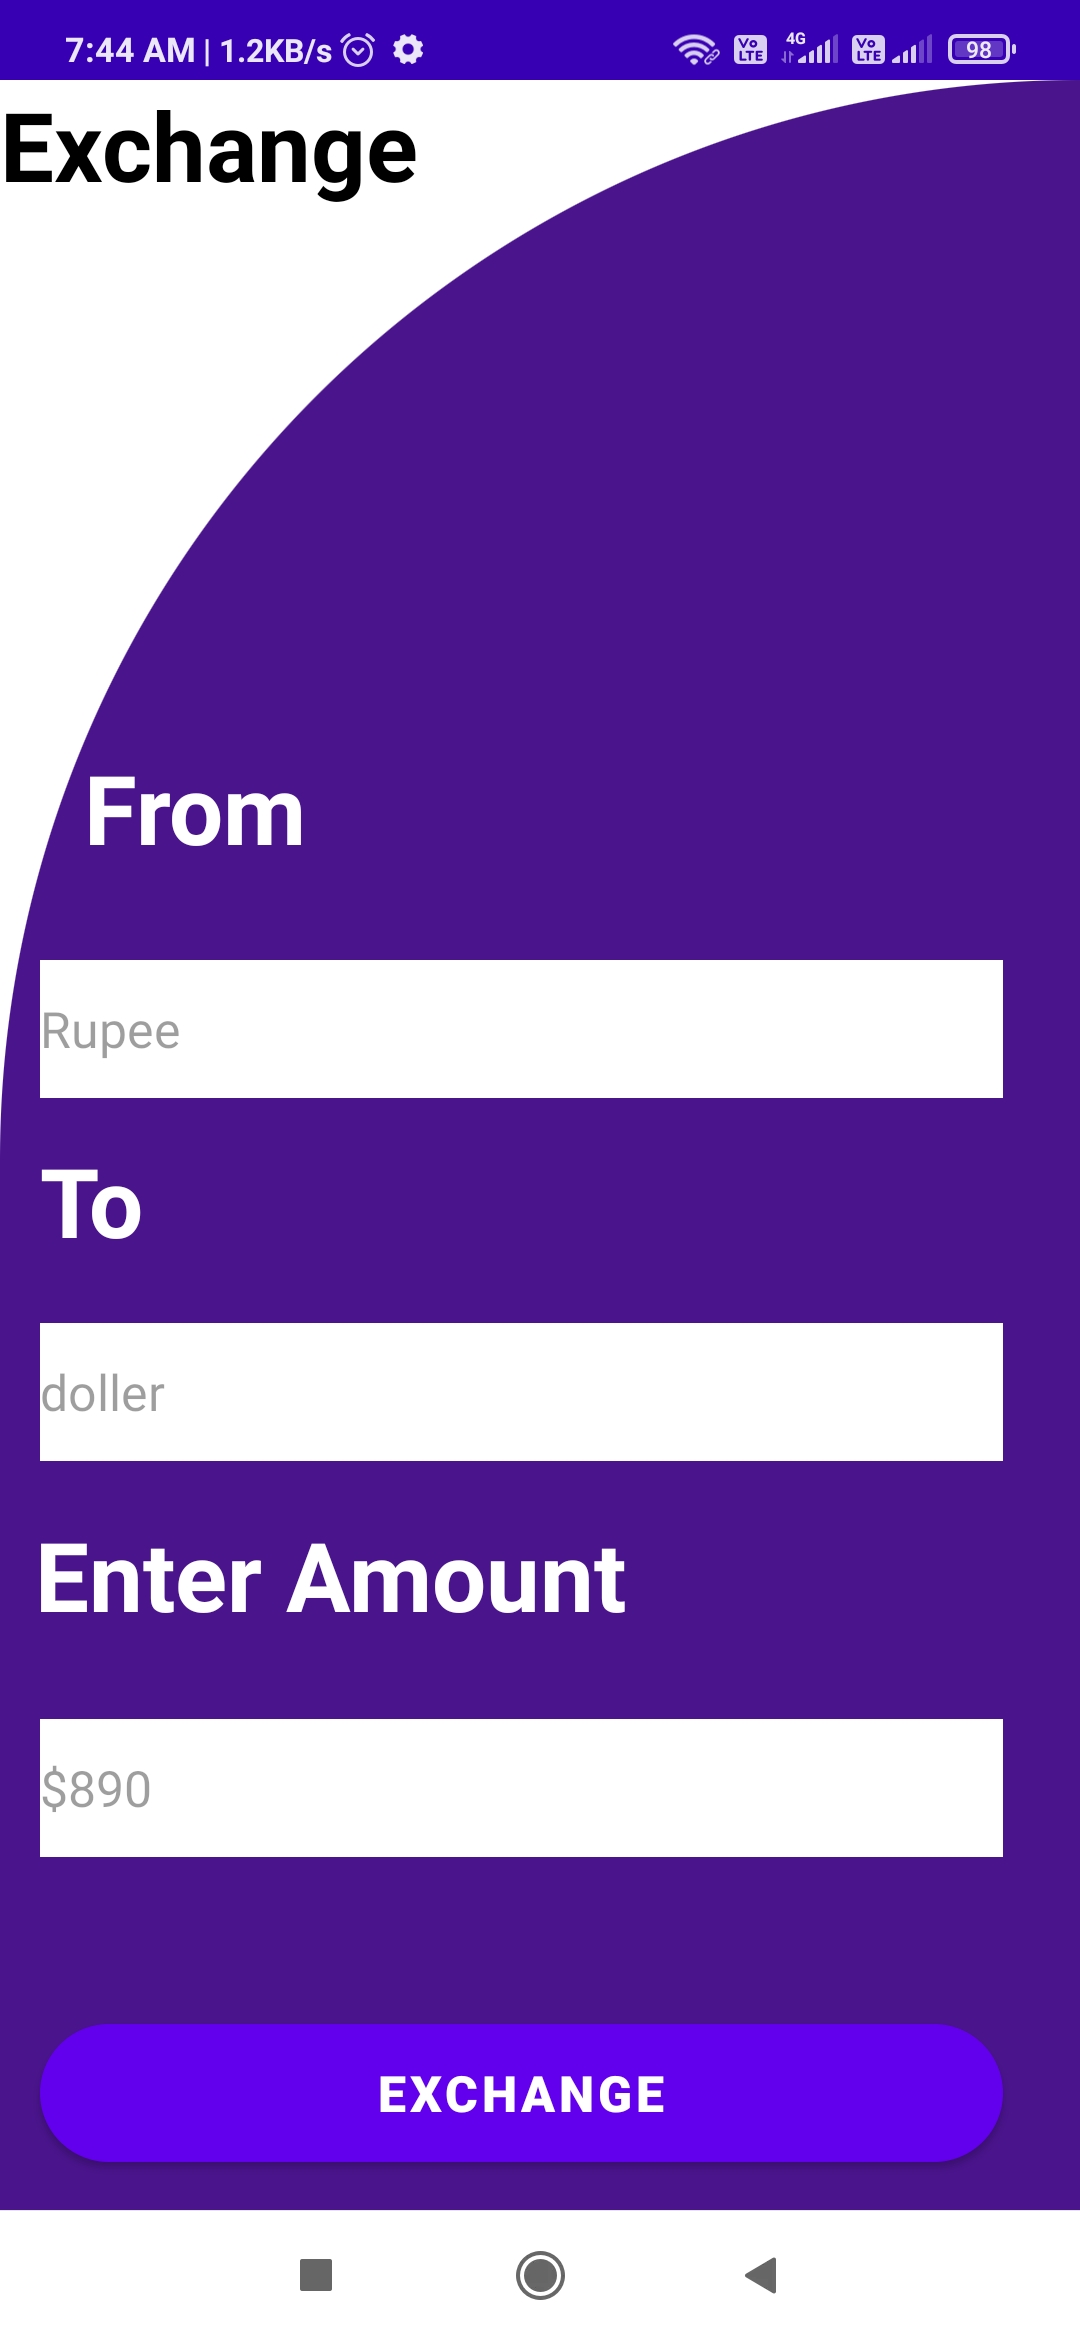 7:44 AM | 1.2KB/s Vo LTE 4G Vo LTE 98
Exchange
From
Rupee
To
doller
Enter Amount
$890
EXCHANGE